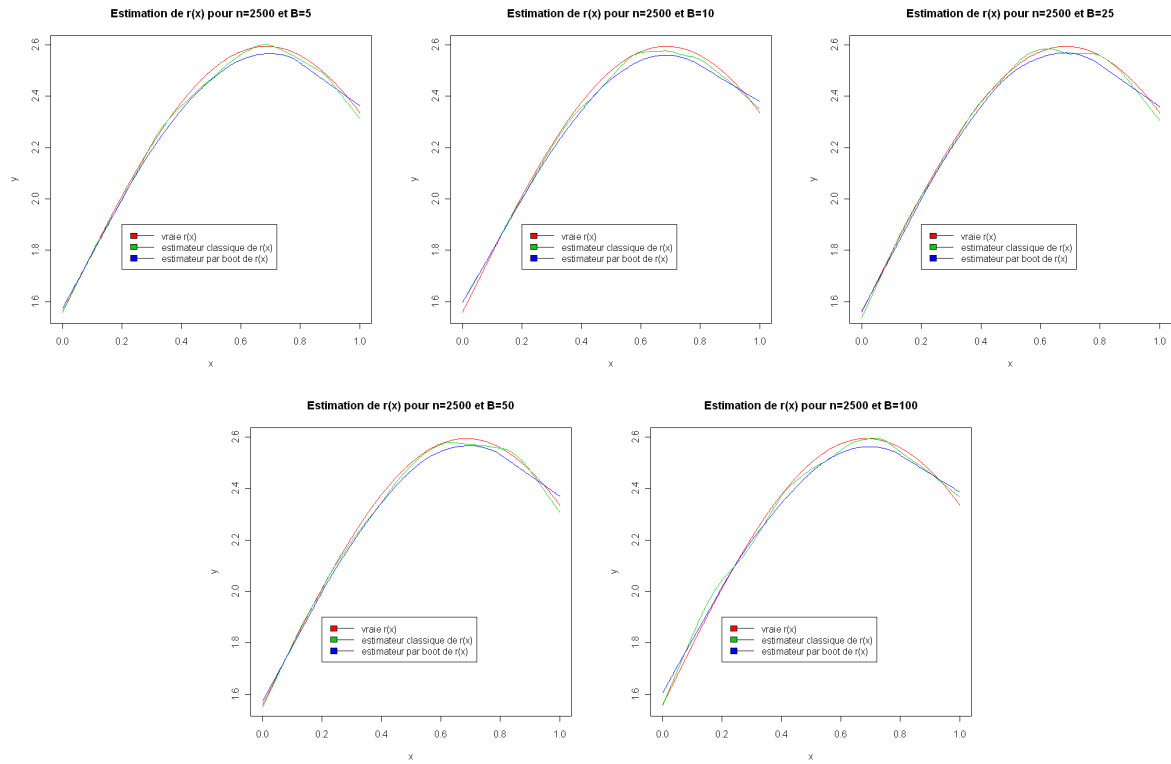 Estimation de r(x) pour n=2500 et B=5
y
2.6
2.4
2.2
2.0
1.8
1.6
vraie r(x)
estimateur classique de r(x)
estimateur par boot de r(x)
0.0 0.2 0.4 0.6 0.8 1.0
x
Estimation de r(x) pour n=2500 et B=10
y
2.6
2.4
2.2
2.0
1.8
1.6
vraie r(x)
estimateur classique de r(x)
estimateur par boot de r(x)
0.0 0.2 0.4 0.6 0.8 1.0
x
Estimation de r(x) pour n=2500 et B=25
y
2.6
2.4
2.2
2.0
1.8
1.6
vraie r(x)
estimateur classique de r(x)
estimateur par boot de r(x)
0.0 0.2 0.4 0.6 0.8 1.0
x
Estimation de r(x) pour n=2500 et B=50
y
2.6
2.4
2.2
2.0
1.8
1.6
vraie r(x)
estimateur classique de r(x)
estimateur par boot de r(x)
0.0 0.2 0.4 0.6 0.8 1.0
x
Estimation de r(x) pour n=2500 et B=100
y
2.6
2.4
2.2
2.0
1.8
1.6
vraie r(x)
estimateur classique de r(x)
estimateur par boot de r(x)
0.0 0.2 0.4 0.6 0.8 1.0
x